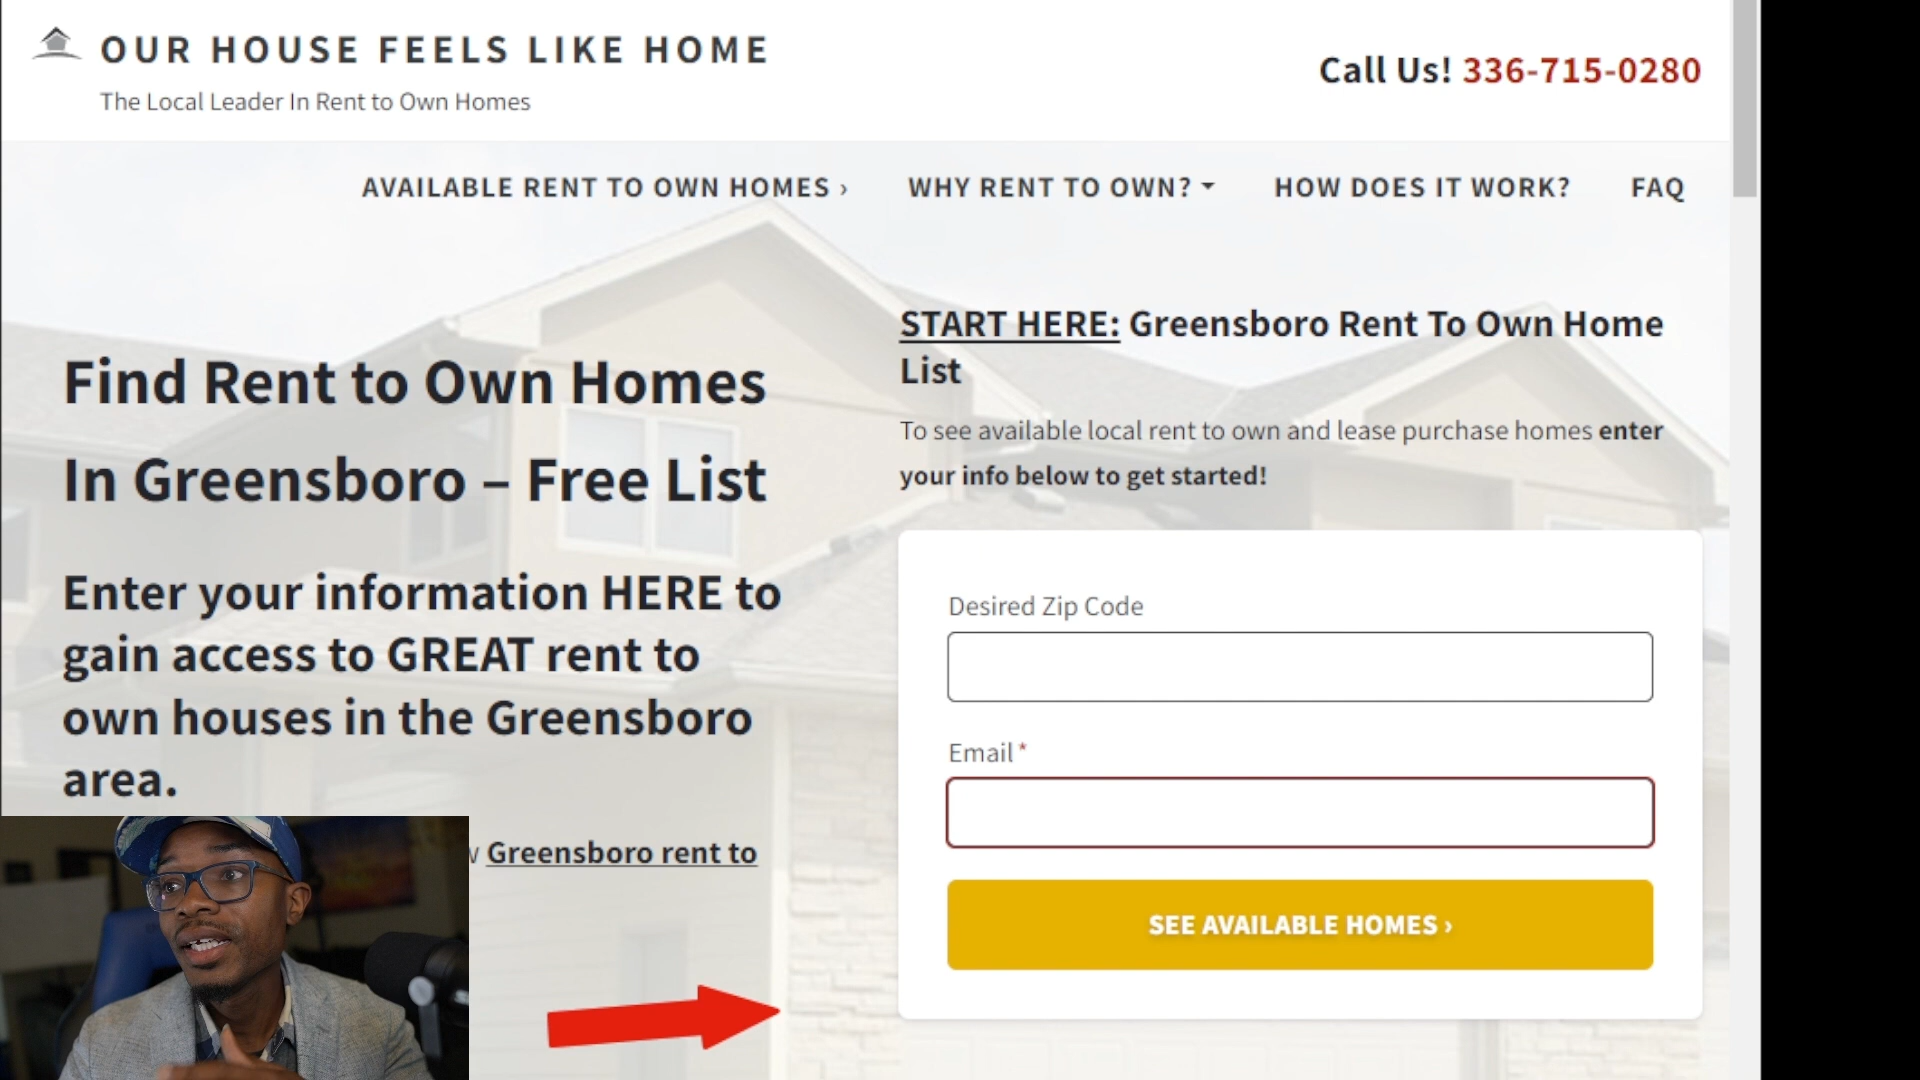 OUR HOUSE FEELS LIKE HOME
The Local Leader In Rent to Own Homes
Call Us! 336-715-0280
AVAILABLE RENT TO OWN HOMES ›
WHY RENT TO OWN?
HOW DOES IT WORK?
FAQ
Find Rent to Own Homes
In Greensboro – Free List
Enter your information HERE to
gain access to GREAT rent to
own houses in the Greensboro
area.
Greensboro rent to
START HERE: Greensboro Rent To Own Home
List
To see available local rent to own and lease purchase homes enter
your info below to get started!
Desired Zip Code
Email*
SEE AVAILABLE HOMES ›